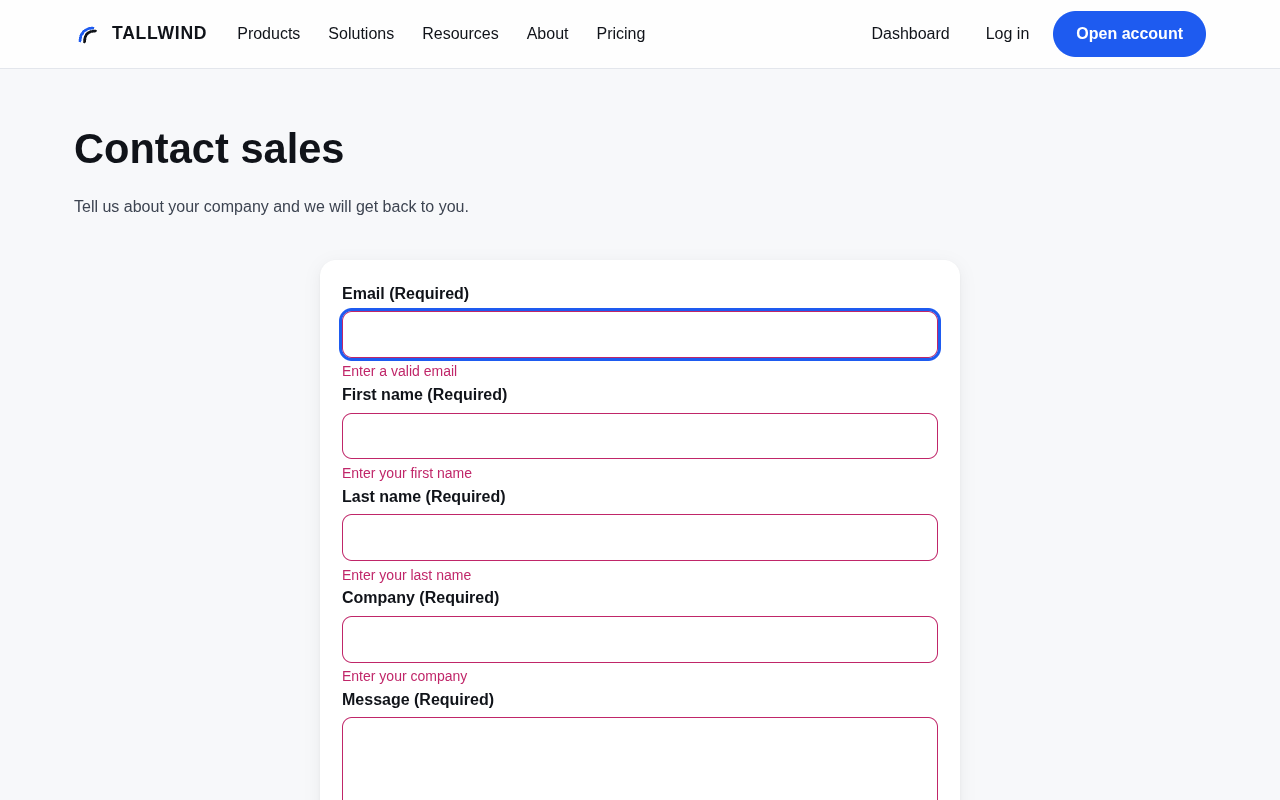 TALLWIND Products Solutions Resources About Pricing Dashboard Log in Open account
Contact sales
Tell us about your company and we will get back to you.
Email (Required)
Enter a valid email
First name (Required)
Enter your first name
Last name (Required)
Enter your last name
Company (Required)
Enter your company
Message (Required)